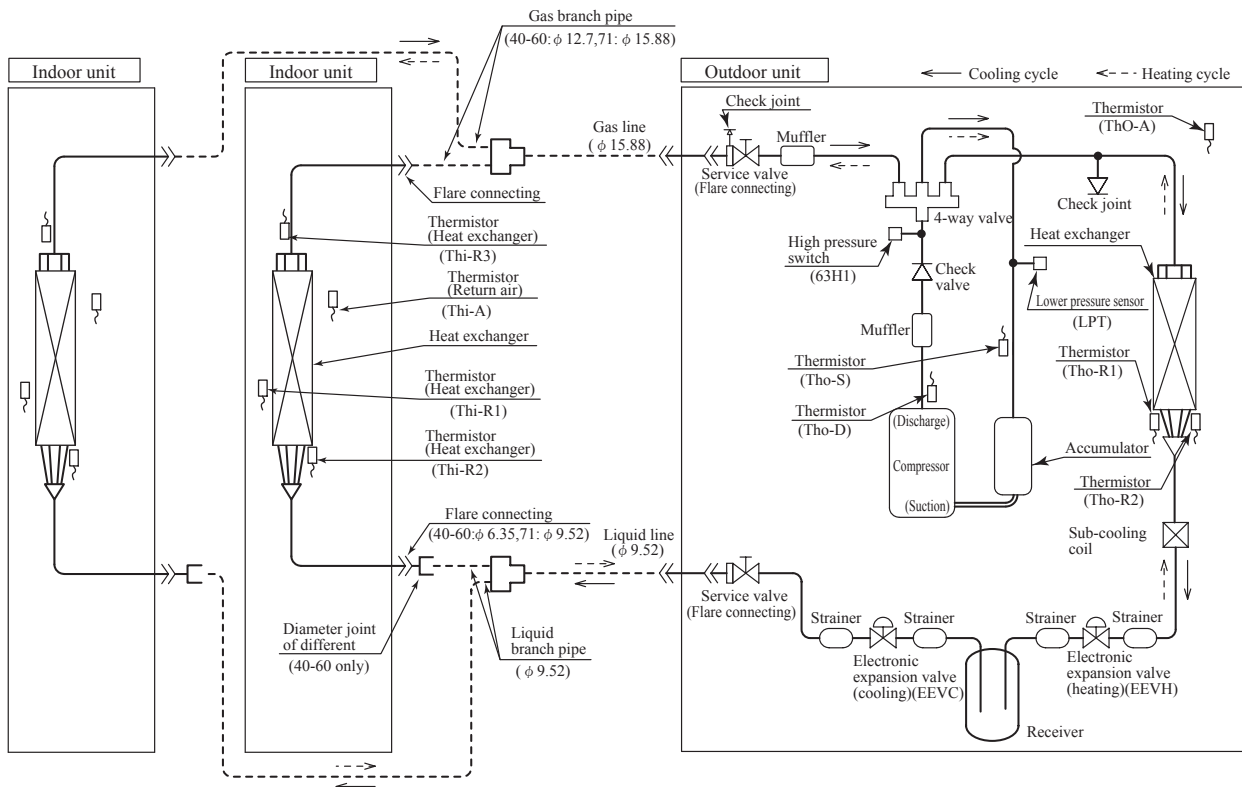 Gas branch pipe
(40-60: φ 12.7,71: φ 15.88)
Indoor unit
Indoor unit
Outdoor unit
Cooling cycle
Heating cycle
Check joint
Thermistor
(ThO-A)
Gas line
(φ 15.88)
Muffler
Service valve
(Flare connecting)
Flare connecting
4-way valve
Check joint
Thermistor
(Heat exchanger)
(Thi-R3)
High pressure
switch
(63H1)
Heat exchanger
Check
valve
Thermistor
(Return air)
(Thi-A)
Lower pressure sensor
(LPT)
Muffler
Heat exchanger
Thermistor
(Tho-S)
Thermistor
(Tho-R1)
Thermistor
(Heat exchanger)
(Thi-R1)
Thermistor
(Tho-D)
(Discharge)
Compressor
(Suction)
Accumulator
Thermistor
(Heat exchanger)
(Thi-R2)
Thermistor
(Tho-R2)
Flare connecting
(40-60:φ 6.35,71: φ 9.52)
Liquid line
(φ 9.52)
Sub-cooling
coil
Service valve
(Flare connecting)
Strainer
Strainer
Strainer
Strainer
Diameter joint
of different
(40-60 only)
Liquid
branch pipe
(φ 9.52)
Electronic
expansion valve
(cooling)(EEVC)
Electronic
expansion valve
(heating)(EEVH)
Receiver